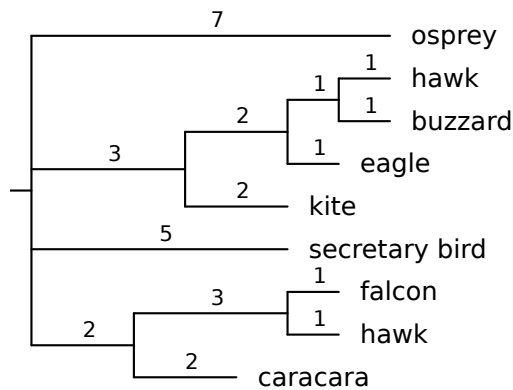 7
osprey
1
hawk
1
1
buzzard
2
1
eagle
3
2
kite
5
secretary bird
1
falcon
3
1
hawk
2
2
caracara